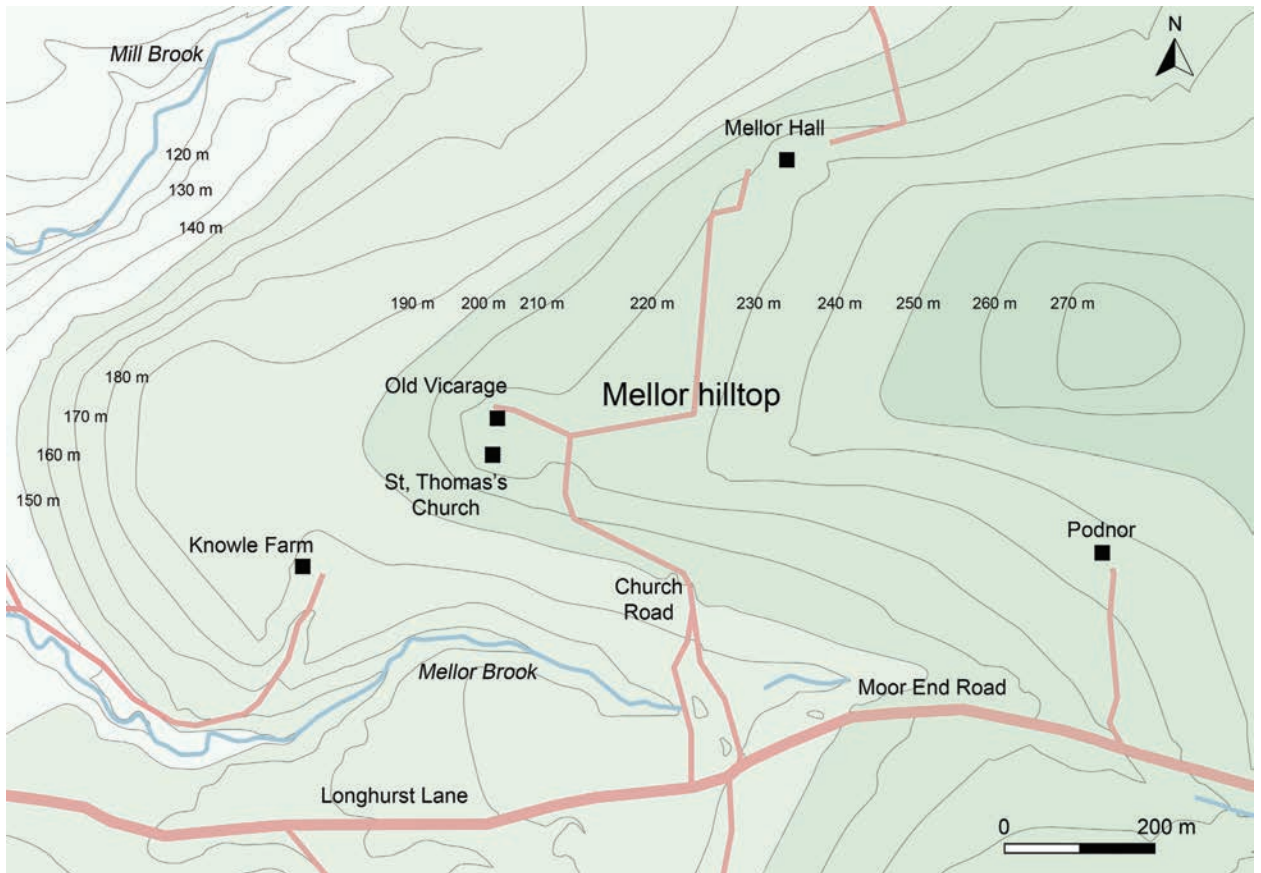 Mill Brook
N
Mellor Hall
120 m
130 m
140 m
190 m
200 m
210 m
220 m
230 m
240 m
250 m
260 m
270 m
180 m
Old Vicarage
Mellor hilltop
170 m
160 m
St, Thomas's
Church
150 m
Knowle Farm
Podnor
Church
Road
Mellor Brook
Moor End Road
Longhurst Lane
0
200 m